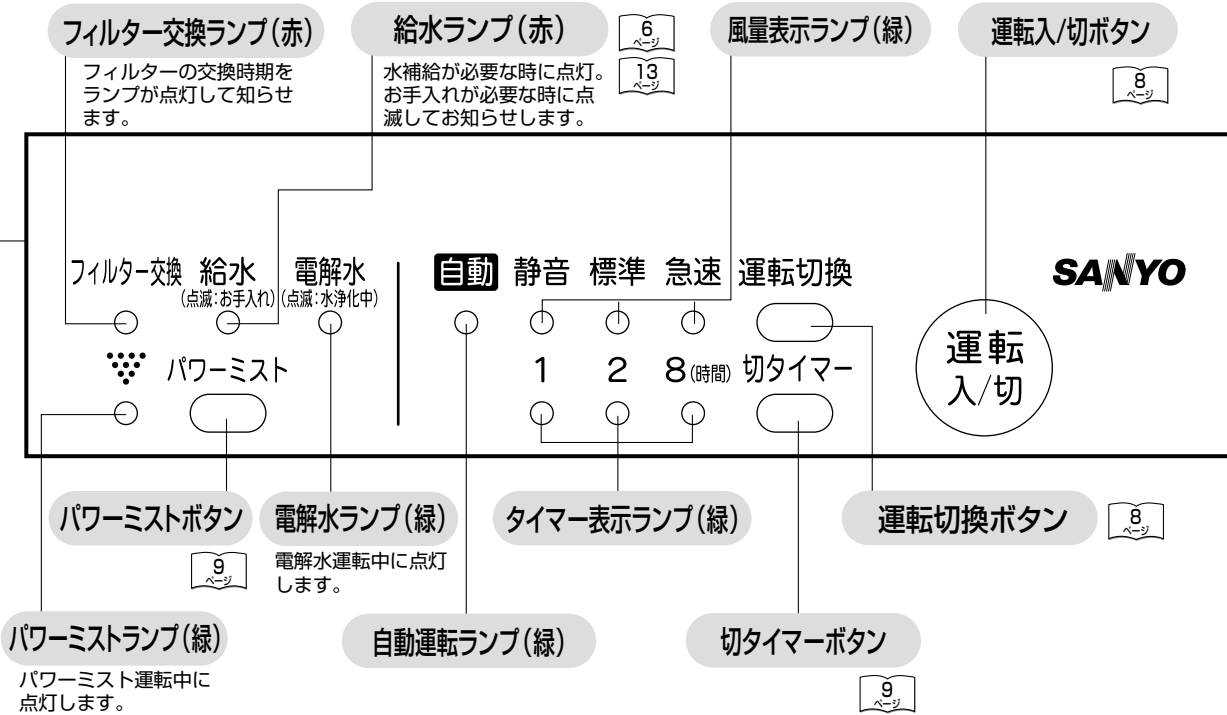 フィルター交換ランプ(赤)
フィルターの交換時期を
ランプが点灯して知らせ
ます。
給水ランプ(赤)
6
ページ
13
ページ
水補給が必要な時に点灯。
お手入れが必要な時に点
滅してお知らせします。
風量表示ランプ(緑)
運転入/切ボタン
8
ページ
フィルター交換 給水 電解水
(点滅:お手入れ) (点滅:水浄化中)
自動 静音 標準 急速 運転切換
SANYO
パワーミスト
1 2 8(時間) 切タイマー
運転
入/切
パワーミストボタン
9
ページ
電解水ランプ(緑)
電解水運転中に点灯
します。
タイマー表示ランプ(緑)
運転切換ボタン
8
ページ
パワーミストランプ(緑)
パワーミスト運転中に
点灯します。
自動運転ランプ(緑)
切タイマーボタン
9
ページ